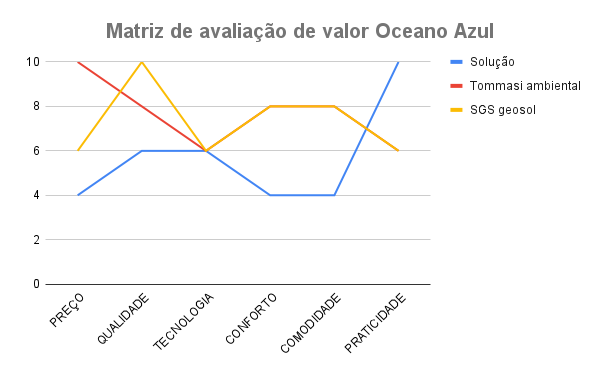 Matriz de avaliação de valor Oceano Azul
10
8
6
4
2
0
PREÇO
QUALIDADE
TECNOLOGIA
CONFORTO
COMODIDADE
PRATICIDADE
Solução
Tommasi ambiental
SGS geosol